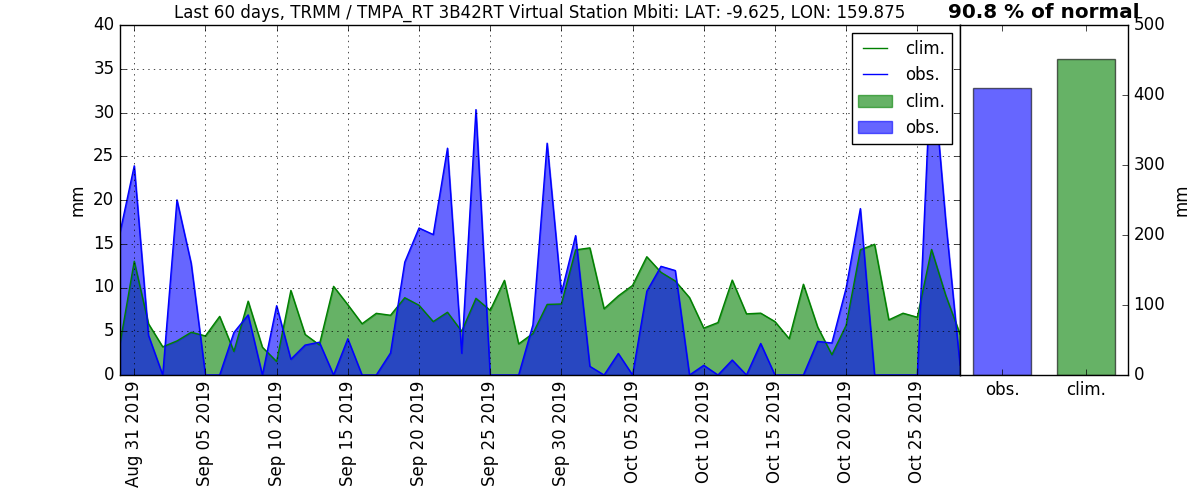 Last 60 days, TRMM / TMPA_RT 3B42RT Virtual Station Mbiti: LAT: -9.625, LON: 159.875
90.8 % of normal
40
35
30
25
20
15
10
5
0
mm
clim.
obs.
clim.
obs.
500
400
300
200
100
0
mm
obs.
clim.
Aug 31 2019
Sep 05 2019
Sep 10 2019
Sep 15 2019
Sep 20 2019
Sep 25 2019
Sep 30 2019
Oct 05 2019
Oct 10 2019
Oct 15 2019
Oct 20 2019
Oct 25 2019